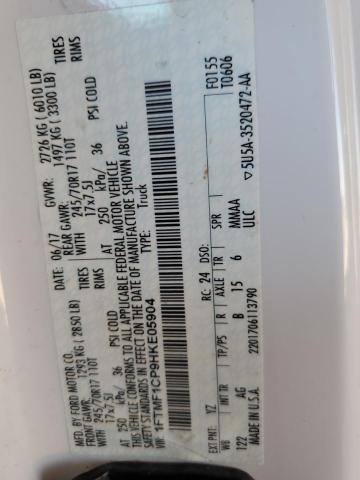 MFD. BY FORD MOTOR CO.
DATE: 06/17 GVWR: 2726 KG ( 6010 LB)
FRONT GAWR: 1293 KG (2850 LB) REAR GAWR: 1497 KG ( 3300 LB)
WITH 245/70R17 110T TIRES WITH 245/70R17 110T TIRES
17x7.5J RIMS 17x7.5J RIMS
AT 250 kPa/ 36 PSI COLD AT 250 kPa/ 36 PSI COLD
THIS VEHICLE CONFORMS TO ALL APPLICABLE FEDERAL MOTOR VEHICLE
SAFETY STANDARDS IN EFFECT ON THE DATE OF MANUFACTURE SHOWN ABOVE.
VIN: 1FTMF1CP9HKE05904 TYPE: Truck
F0155
T0606
EXT PNT: YZ RC: 24 DSO:
WB INT TR TP/PS R AXLE TR SPR
122 AG B 15 6 MMAA
MADE IN U.S.A. ULC
2201706113790 ▽5U5A-3520472-AA